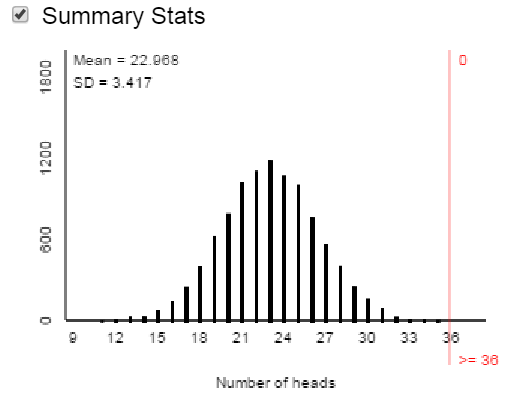 Summary Stats
Mean = 22.968
SD = 3.417
0
1800
1200
600
0
9 12 15 18 21 24 27 30 33 36
>= 36
Number of heads